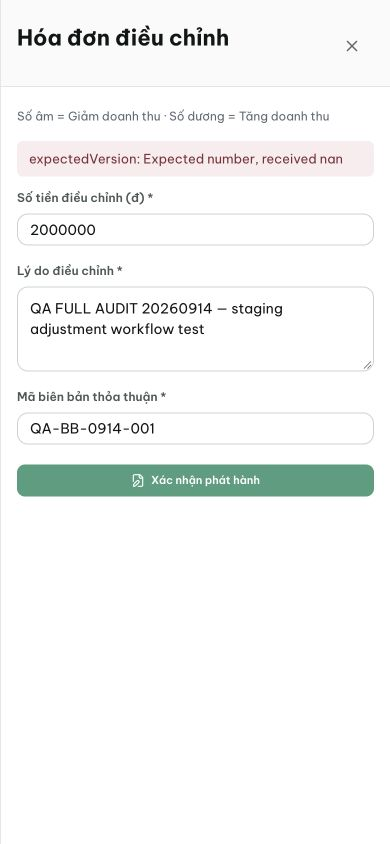 Hóa đơn điều chỉnh
Số âm = Giảm doanh thu · Số dương = Tăng doanh thu
expectedVersion: Expected number, received nan
Số tiền điều chỉnh (đ) *
2000000
Lý do điều chỉnh *
QA FULL AUDIT 20260914 — staging
adjustment workflow test
Mã biên bản thỏa thuận *
QA-BB-0914-001
Xác nhận phát hành